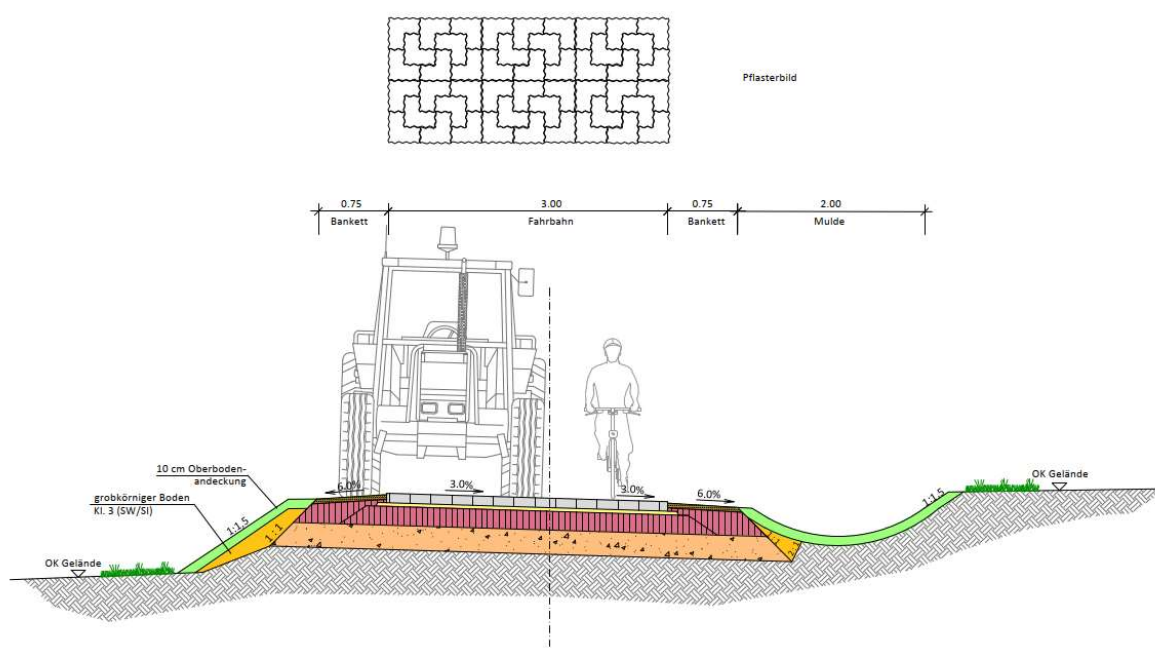 Pflasterbild
0.75
3.00
0.75
2.00
Bankett
Fahrbahn
Bankett
Mulde
10 cm Oberboden-
andeckung
grobkörniger Boden
Kl. 3 (SW/SI)
6.0%
3.0%
3.0%
6.0%
OK Gelände
1:1,5
1:1,5
1:1
2:1
OK Gelände